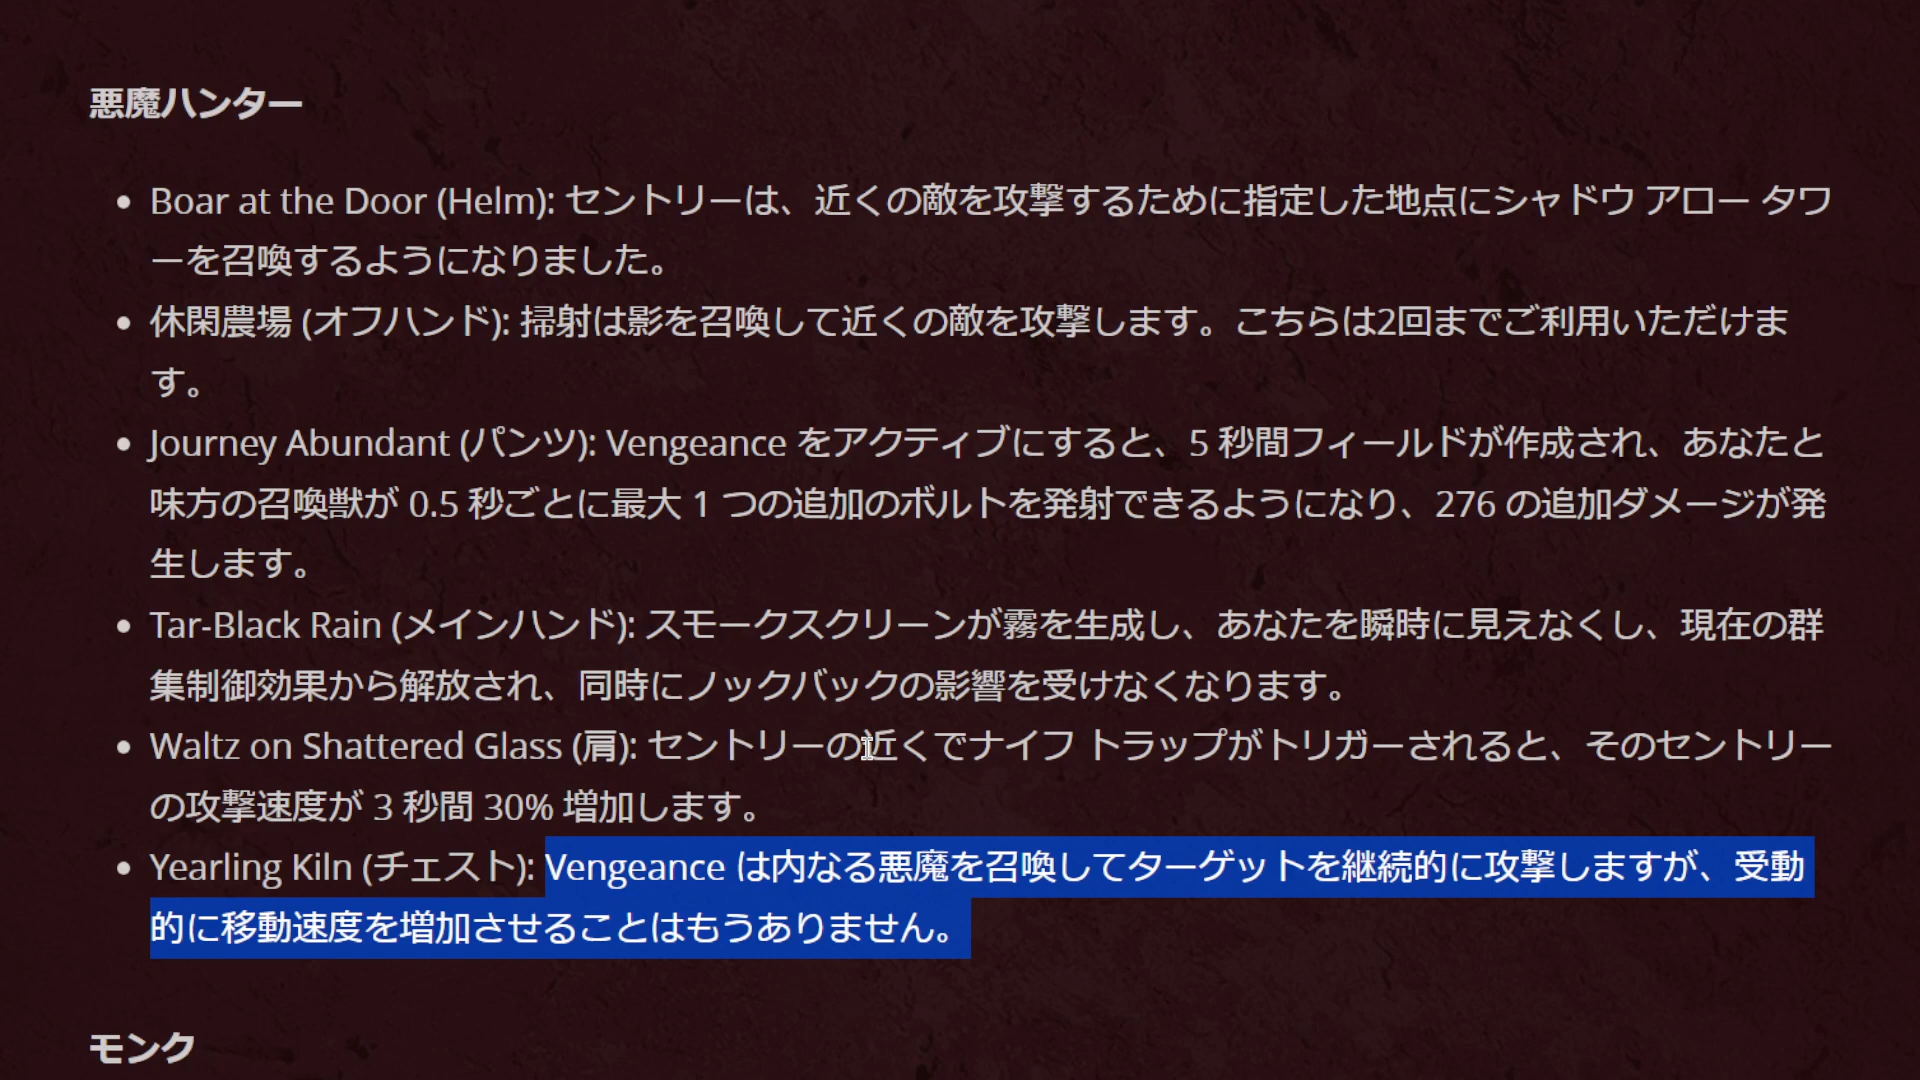 悪魔ハンター
• Boar at the Door (Helm): セントリーは、近くの敵を攻撃するために指定した地点にシャドウ アロー タワ
ーを召喚するようになりました。
• 休閑農場 (オフハンド): 掃射は影を召喚して近くの敵を攻撃します。こちらは2回までご利用いただけま
す。
• Journey Abundant (パンツ): Vengeance をアクティブにすると、5 秒間フィールドが作成され、あなたと
味方の召喚獣が 0.5 秒ごとに最大 1 つの追加のボルトを発射できるようになり、276 の追加ダメージが発
生します。
• Tar-Black Rain (メインハンド): スモークスクリーンが霧を生成し、あなたを瞬時に見えなくし、現在の群
集制御効果から解放され、同時にノックバックの影響を受けなくなります。
• Waltz on Shattered Glass (肩): セントリーの近くでナイフ トラップがトリガーされると、そのセントリー
の攻撃速度が 3 秒間 30% 増加します。
• Yearling Kiln (チェスト): Vengeance は内なる悪魔を召喚してターゲットを継続的に攻撃しますが、受動
的に移動速度を増加させることはもうありません。
モンク